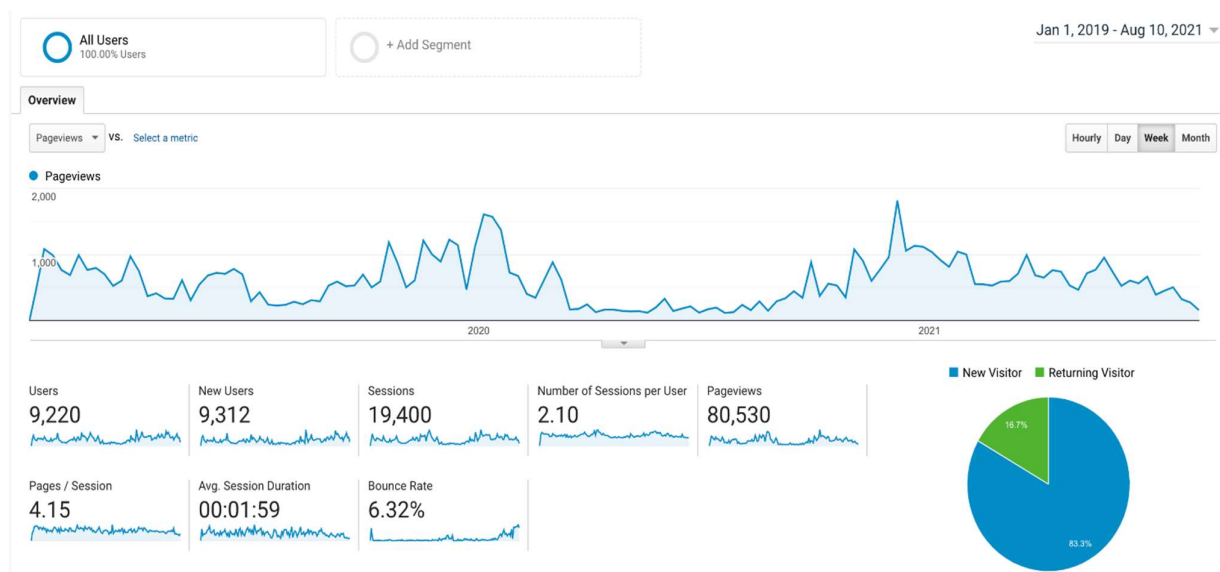 All Users
100.00% Users
+ Add Segment
Jan 1, 2019 - Aug 10, 2021
Overview
Pageviews VS. Select a metric
Hourly Day Week Month
Pageviews
2,000
1,000
2020 2021
New Visitor Returning Visitor
Users
9,220
New Users
9,312
Sessions
19,400
Number of Sessions per User
2.10
Pageviews
80,530
Pages / Session
4.15
Avg. Session Duration
00:01:59
Bounce Rate
6.32%
16.7%
83.3%